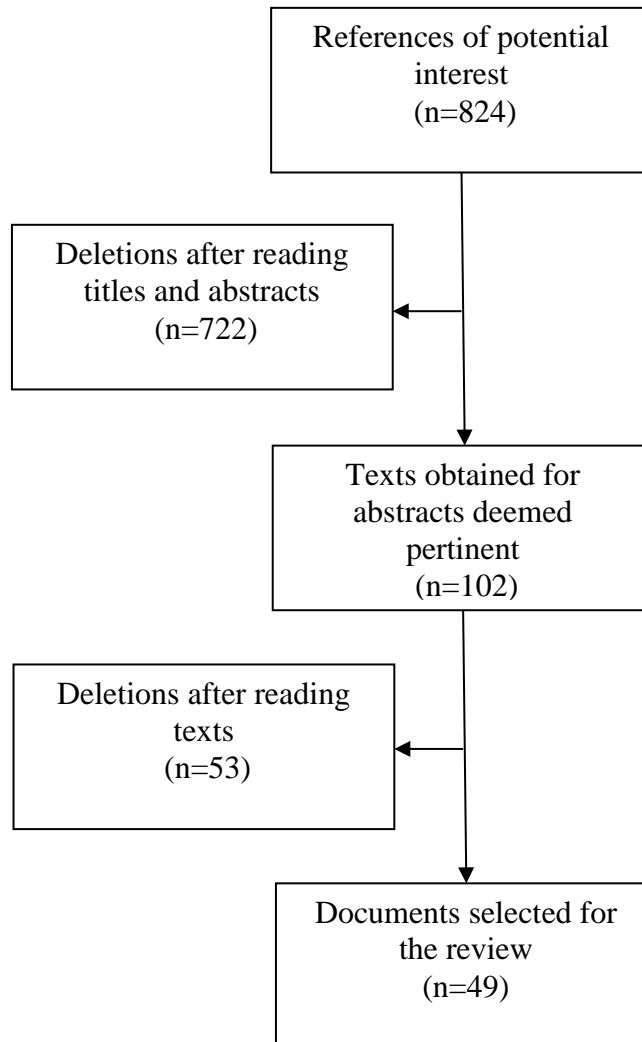 References of potential
interest
(n=824)
Deletions after reading
titles and abstracts
(n=722)
Texts obtained for
abstracts deemed
pertinent
(n=102)
Deletions after reading
texts
(n=53)
Documents selected for
the review
(n=49)